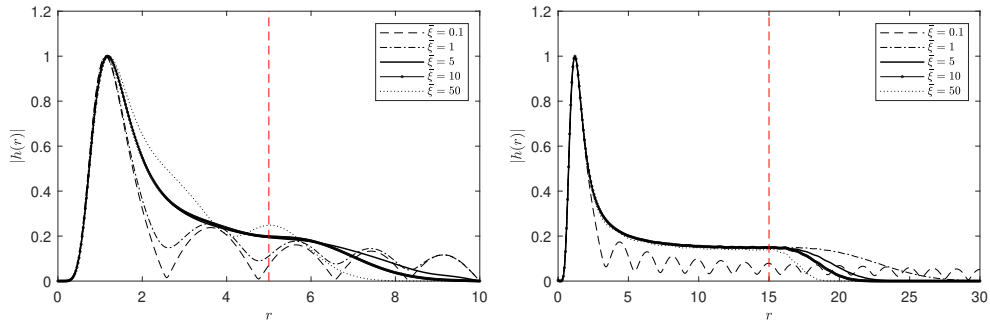 1.2
1
0.8
0.6
0.4
0.2
0
|h(r)|
0 2 4 6 8 10
r
ξ̄ = 0.1
ξ̄ = 1
ξ̄ = 5
ξ̄ = 10
ξ̄ = 50
1.2
1
0.8
0.6
0.4
0.2
0
|h(r)|
0 5 10 15 20 25 30
r
ξ̄ = 0.1
ξ̄ = 1
ξ̄ = 5
ξ̄ = 10
ξ̄ = 50